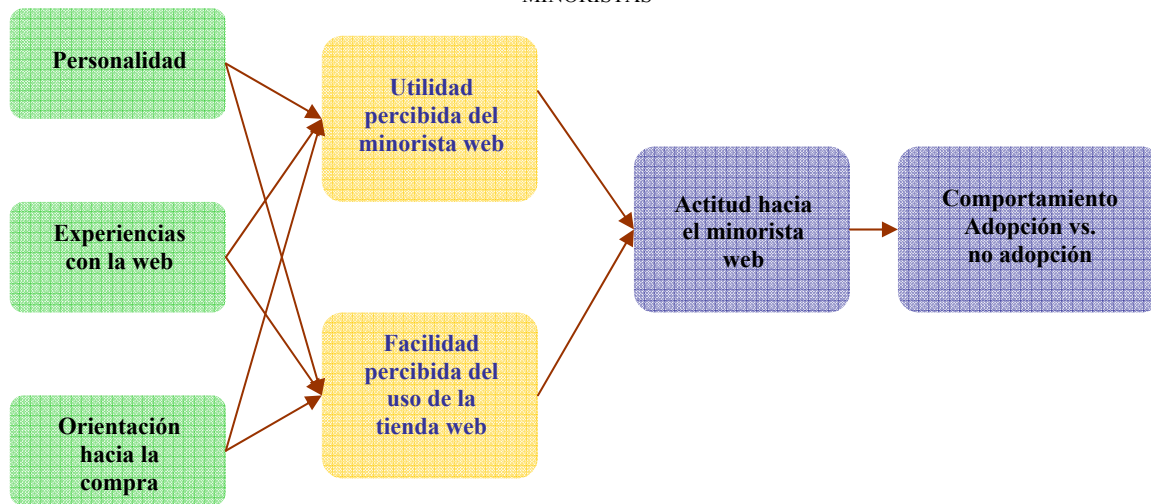 MINORISTAS
Personalidad
Utilidad
percibida del
minorista web
Experiencias
con la web
Actitud hacia
el minorista
web
Comportamiento
Adopción vs.
no adopción
Facilidad
percibida del
uso de la
tienda web
Orientación
hacia la
compra